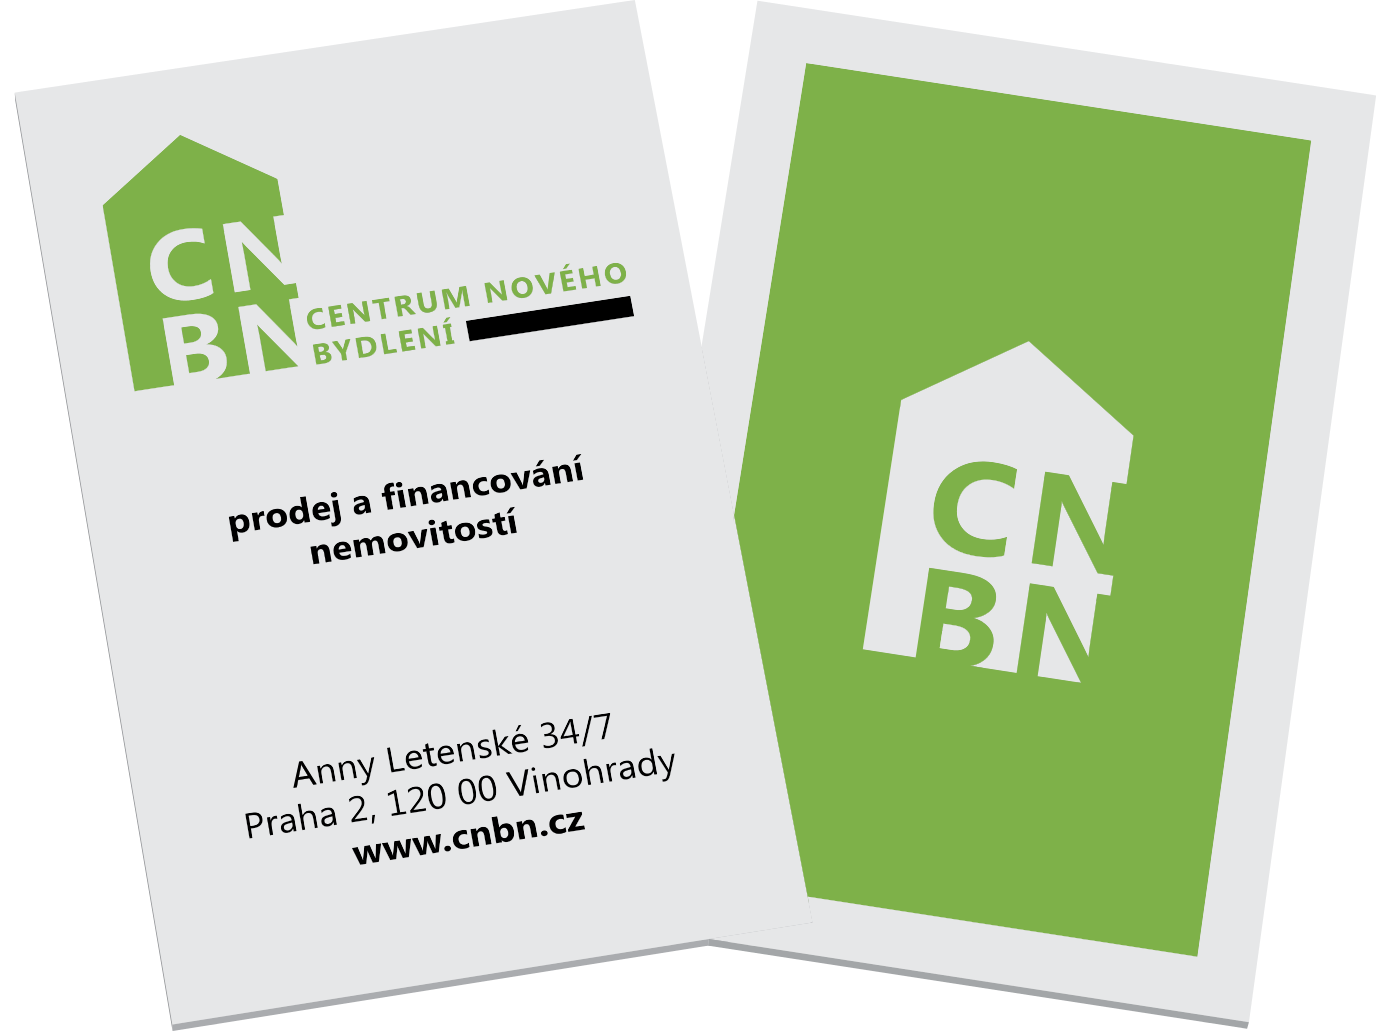 CN
BN
CENTRUM NOVÉHO
BYDLENÍ
prodej a financování
nemovitostí
Anny Letenské 34/7
Praha 2, 120 00 Vinohrady
www.cnbn.cz
CN
BN